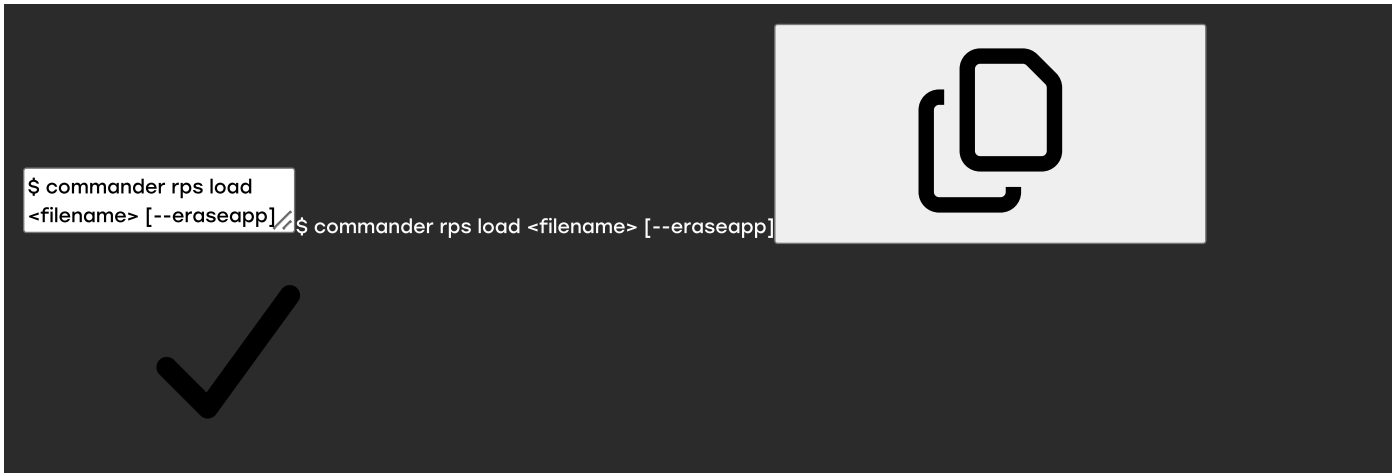 $ commander rps load
<filename> [--eraseapp]
$ commander rps load <filename> [--eraseapp]